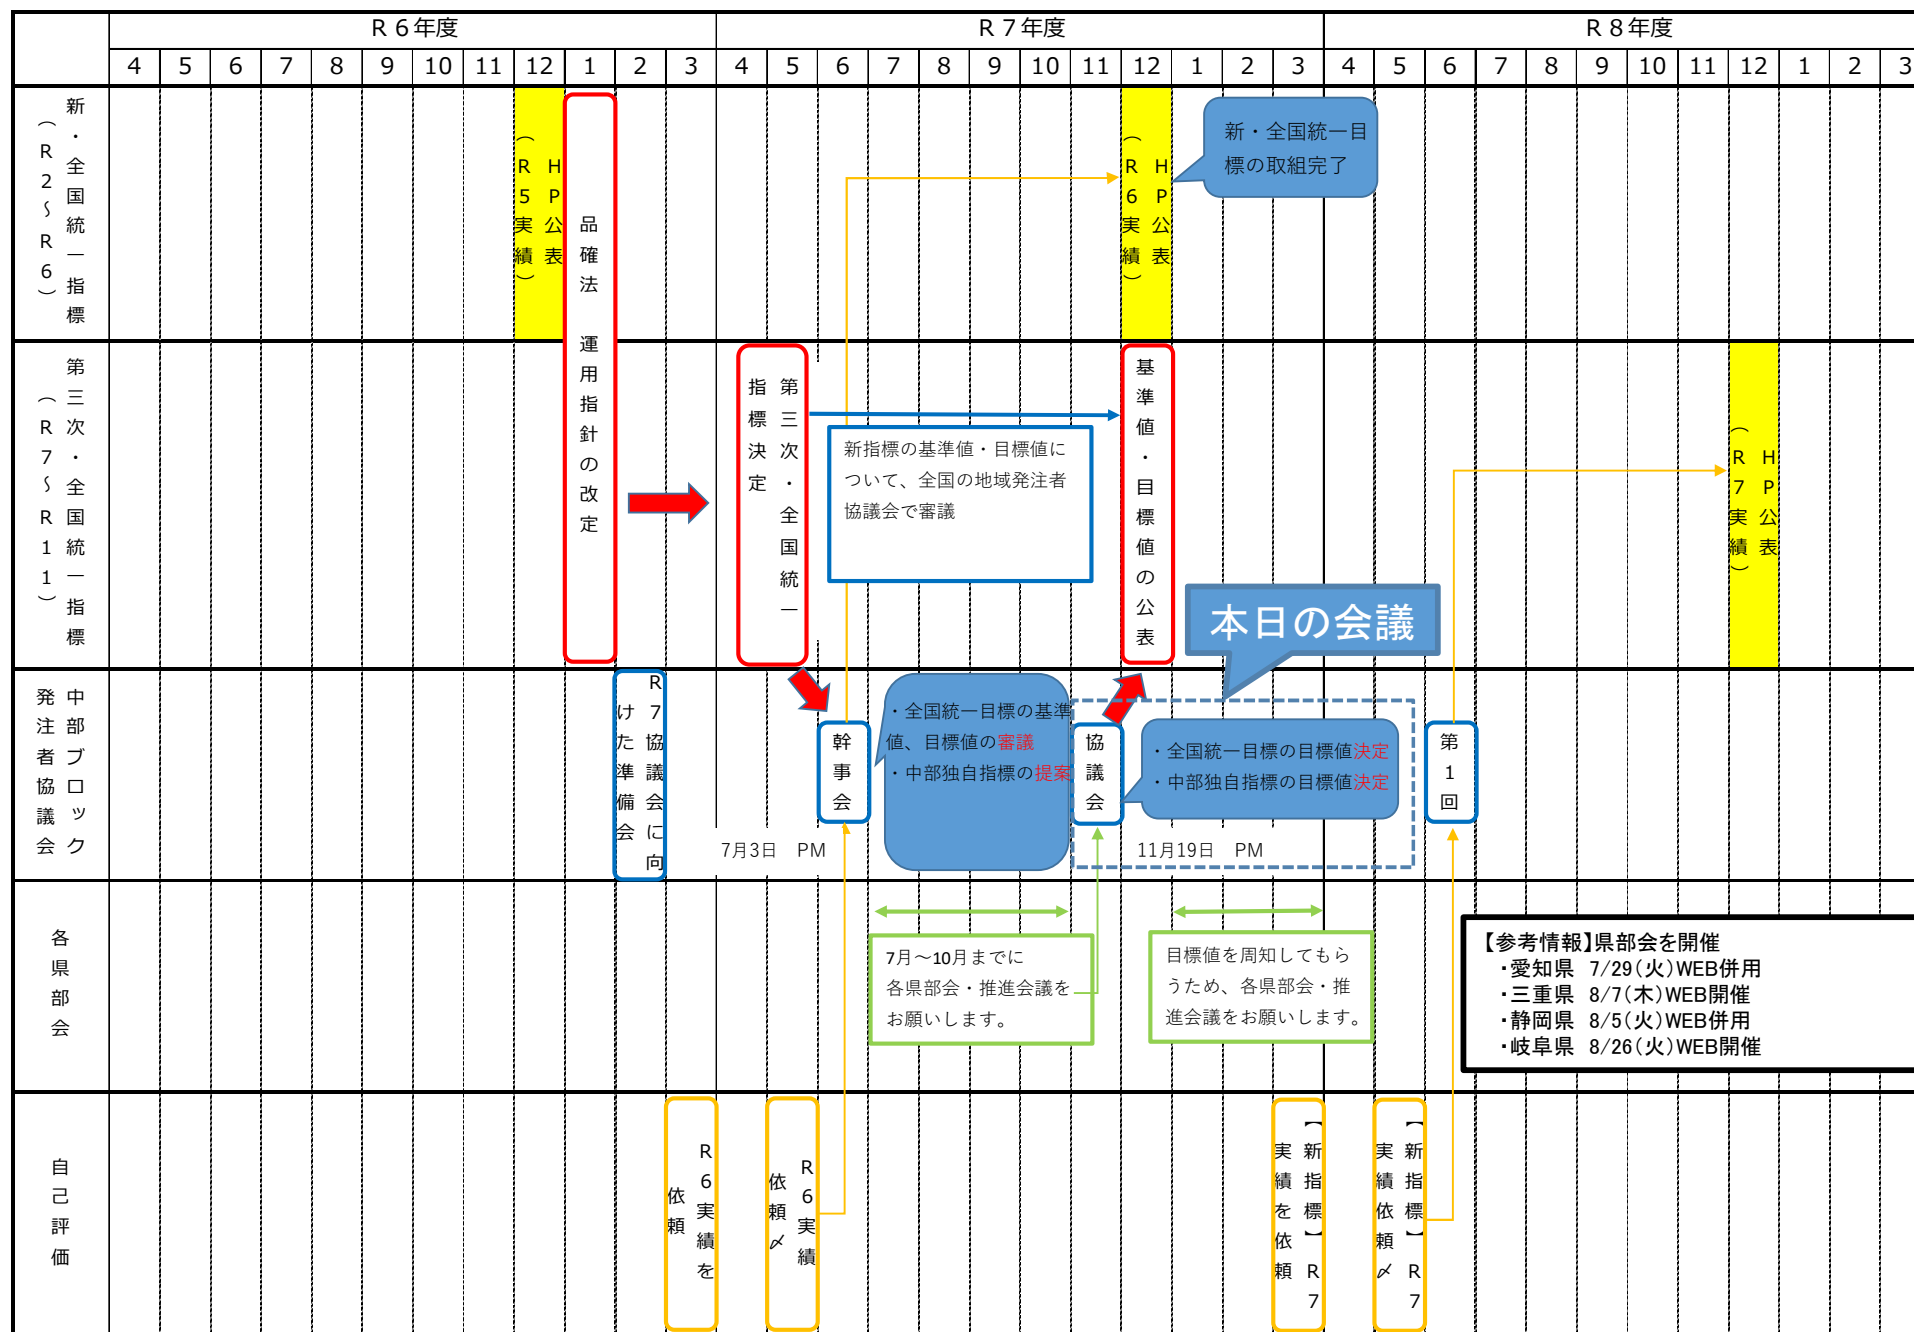 R６年度
R７年度
R８年度
4 5 6 7 8 9 10 11 12 1 2 3 4 5 6 7 8 9 10 11 12 1 2 3 4 5 6 7 8 9 10 11 12 1 2 3
新・全国統一指標
（R２～R６）
HP公表
（R５実績）
品確法　運用指針の改定
HP公表
（R６実績）
新・全国統一目
標の取組完了
第三次・全国統一指標
（R７～R１１）
第三次・全国統一
指標決定
新指標の基準値・目標値に
ついて、全国の地域発注者
協議会で審議
基準値・目標値の公表
HP公表
（R７実績）
本日の会議
中部ブロック
発注者協議会
R７協議会に向
けた準備会
7月3日　PM
幹事会
・全国統一目標の基準
値、目標値の審議
・中部独自指標の提案
協議会
・全国統一目標の目標値決定
・中部独自指標の目標値決定
11月19日　PM
第1回
各県部会
7月～10月までに
各県部会・推進会議を
お願いします。
目標値を周知してもら
うため、各県部会・推
進会議をお願いします。
【参考情報】県部会を開催
・愛知県　7/29(火)WEB併用
・三重県　8/7(木)WEB開催
・静岡県　8/5(火)WEB併用
・岐阜県　8/26(火)WEB開催
自己評価
R６実績を
依頼
R６実績
依頼〆
【新指標】R７
実績を依頼
【新指標】R７
実績依頼〆